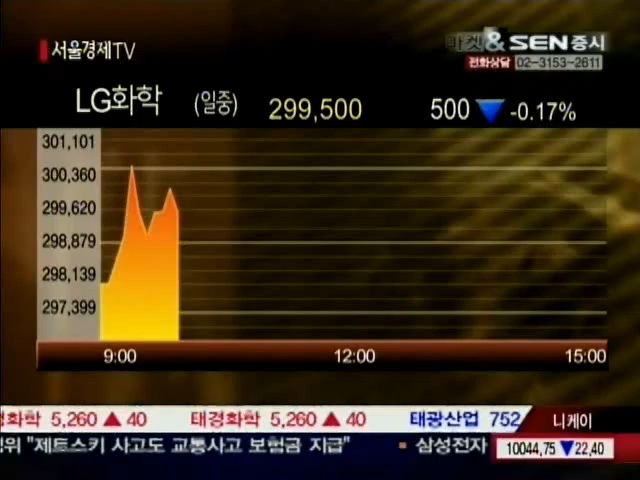 서울경제TV
마켓&SEN증시
전화상담 02-3153-2611
LG화학 (일중) 299,500 500▼-0.17%
301,101
300,360
299,620
298,879
298,139
297,399
9:00 12:00 15:00
경화학 5,260 ▲ 40 태경화학 5,260 ▲ 40 태광산업 752 니케이
위 "제트스키 사고도 교통사고 보험금 지급" ▪ 삼성전자 10044,75 ▼22,40